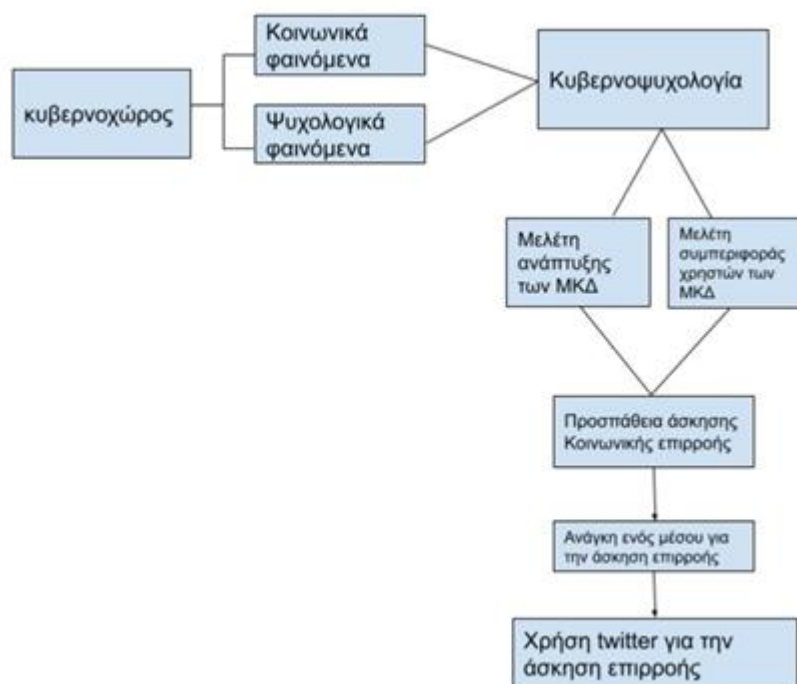 Κοινωνικά
φαινόμενα
κυβερνοχώρος
Ψυχολογικά
φαινόμενα
Κυβερνοψυχολογία
Μελέτη
ανάπτυξης
των ΜΚΔ
Μελέτη
συμπεριφοράς
χρηστών των
ΜΚΔ
Προσπάθεια άσκησης
Κοινωνικής επιρροής
Ανάγκη ενός μέσου για
την άσκηση επιρροής
Χρήση twitter για την
άσκηση επιρροής